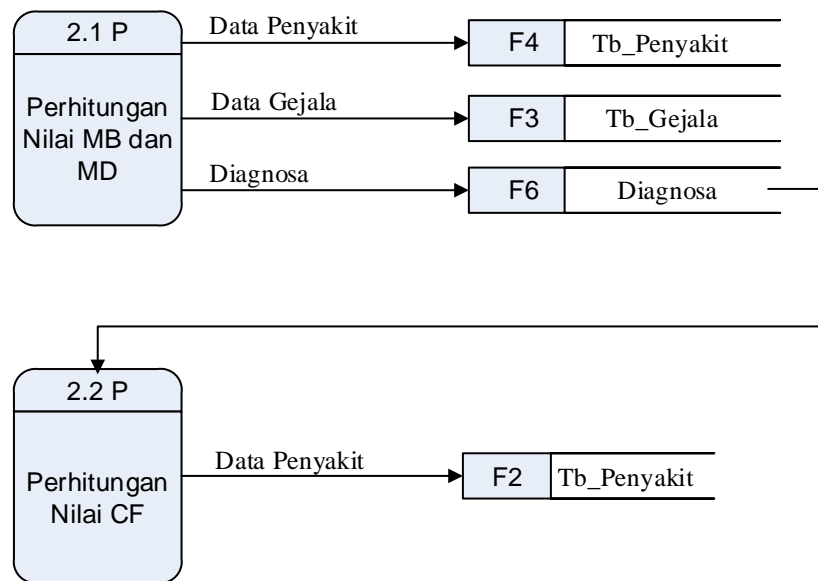 2.1 P
Perhitungan
Nilai MB dan
MD
Data Penyakit
F4 Tb_Penyakit
Data Gejala
F3 Tb_Gejala
Diagnosa
F6 Diagnosa
2.2 P
Perhitungan
Nilai CF
Data Penyakit
F2 Tb_Penyakit